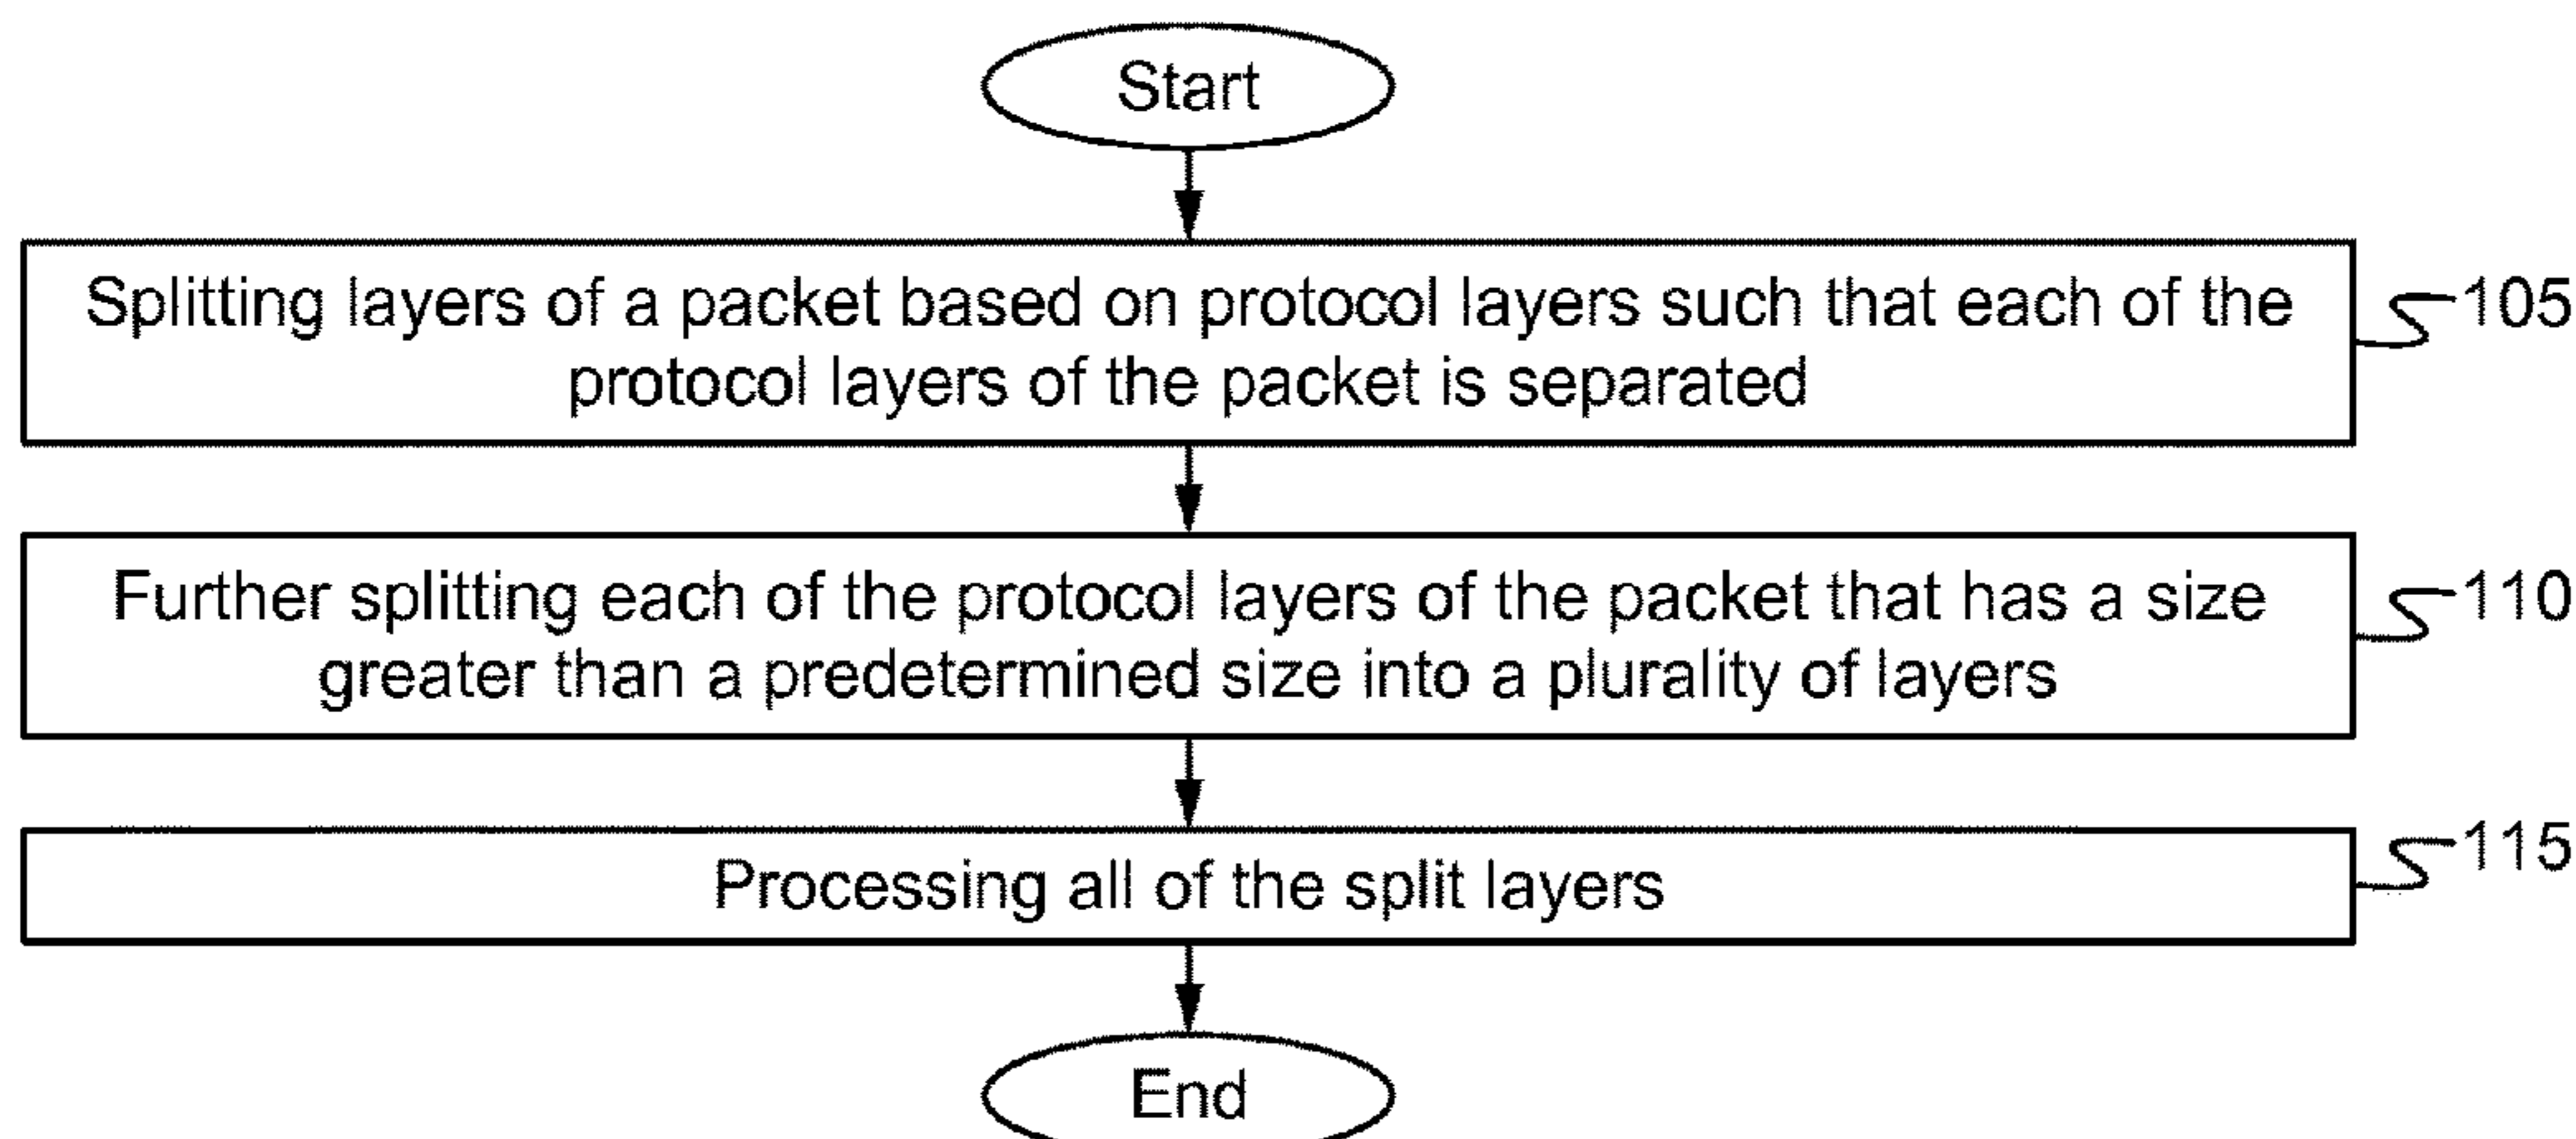 Start
Splitting layers of a packet based on protocol layers such that each of the
protocol layers of the packet is separated
105
Further splitting each of the protocol layers of the packet that has a size
greater than a predetermined size into a plurality of layers
110
Processing all of the split layers
115
End